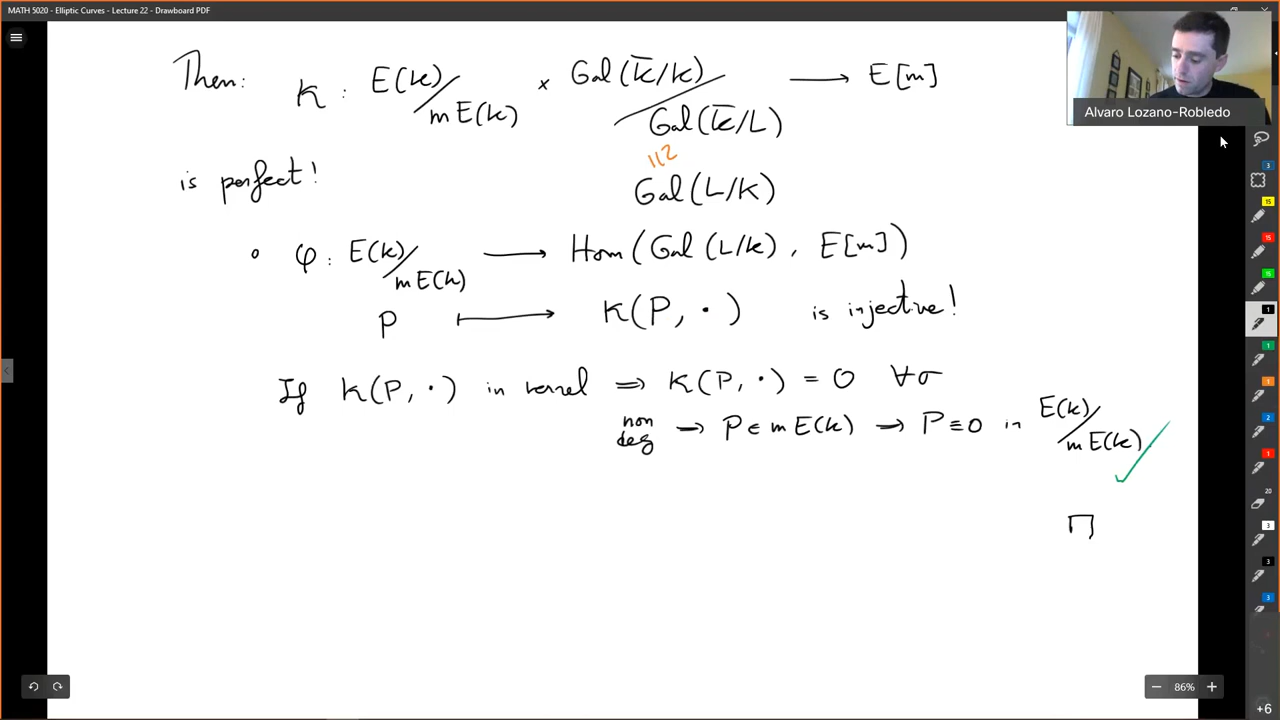 MATH 5020 - Elliptic Curves - Lecture 22 - Drawboard PDF
Alvaro Lozano-Robledo
Then: K : E(k)/mE(k) × Gal(k̄/k)/Gal(k̄/L) → E[m]
≅
is perfect! Gal(L/k)
∘ φ : E(k)/mE(k) → Hom(Gal(L/k), E[m])
P ↦ K(P, ·) is injective!
If K(P, ·) in kernel ⇒ K(P, ·) = 0 ∀σ
non deg → P ∈ mE(k) → P ≡ 0 in E(k)/mE(k) ✓
86%
+6